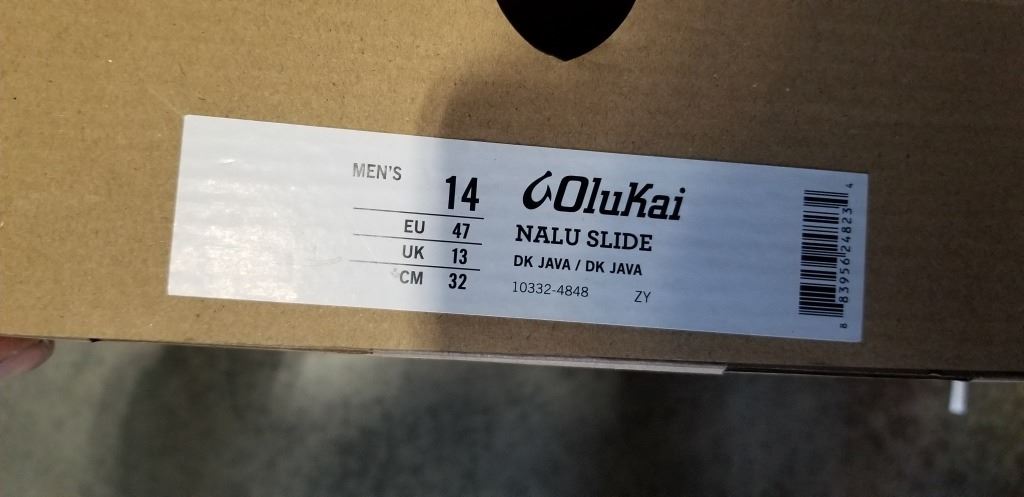 MEN'S
14
EU 47
UK 13
CM 32
OluKai
NALU SLIDE
DK JAVA / DK JAVA
10332-4848 ZY
8 83956 24823 4